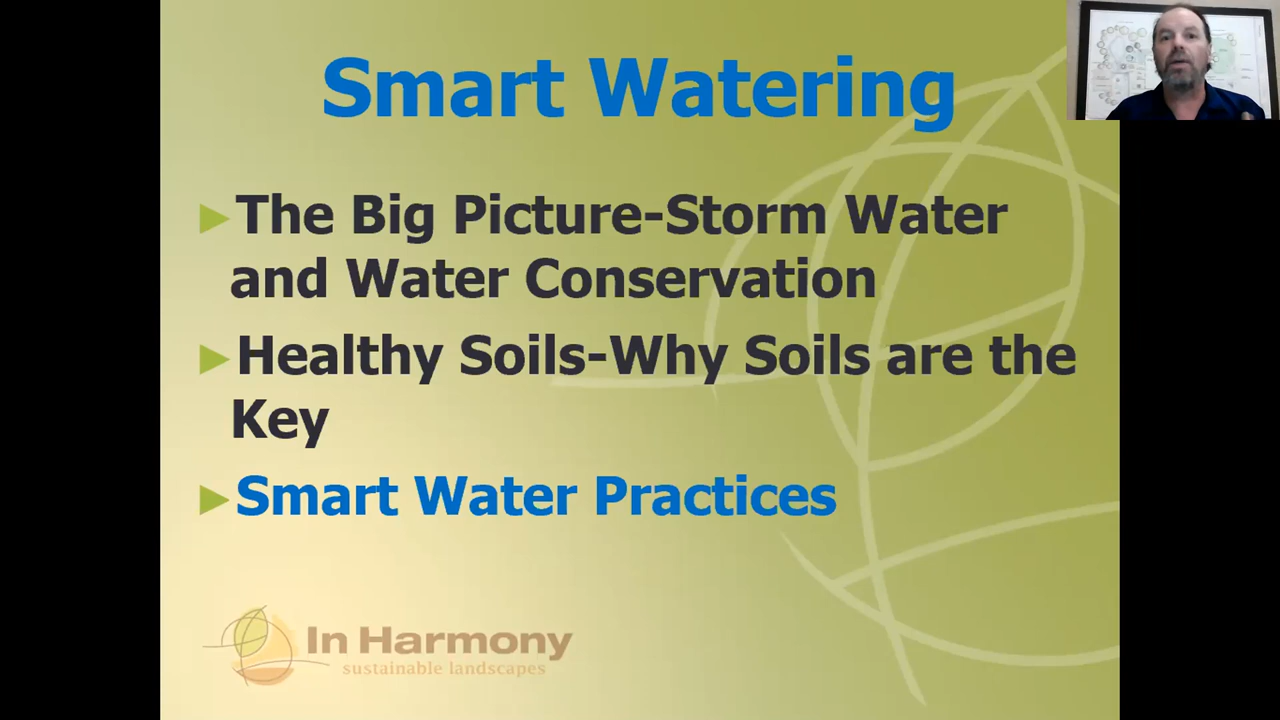 Smart Watering
The Big Picture-Storm Water
and Water Conservation
Healthy Soils-Why Soils are the
Key
Smart Water Practices
In Harmony
sustainable landscapes